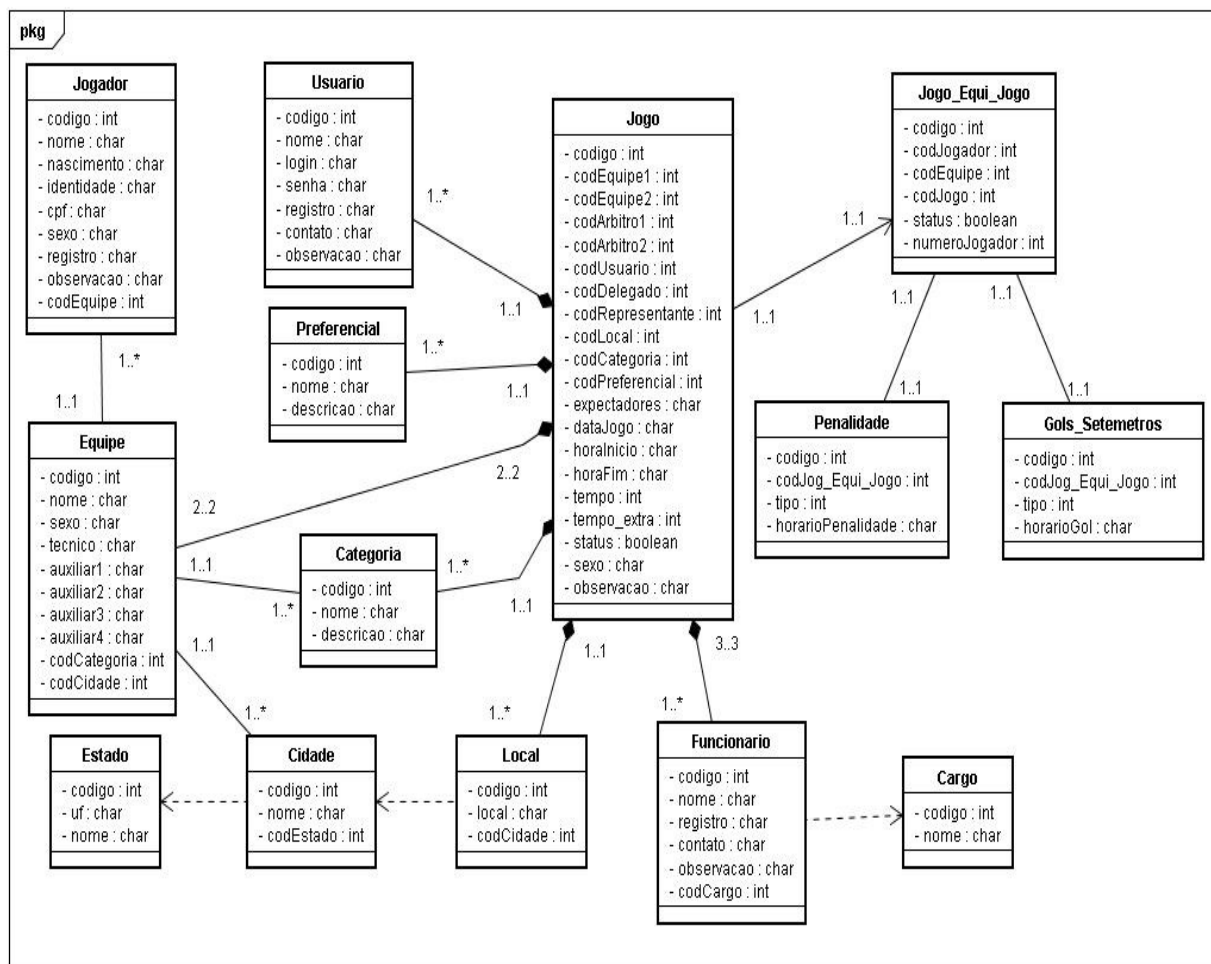 pkg
Jogador
- codigo : int
- nome : char
- nascimento : char
- identidade : char
- cpf : char
- sexo : char
- registro : char
- observacao : char
- codEquipe : int
Usuario
- codigo : int
- nome : char
- login : char
- senha : char
- registro : char
- contato : char
- observacao : char
Jogo
- codigo : int
- codEquipe1 : int
- codEquipe2 : int
- codArbitro1 : int
- codArbitro2 : int
- codUsuario : int
- codDelegado : int
- codRepresentante : int
- codLocal : int
- codCategoria : int
- codPreferencial : int
- expectadores : char
- dataJogo : char
- horaInicio : char
- horaFim : char
- tempo : int
- tempo_extra : int
- status : boolean
- sexo : char
- observacao : char
Jogo_Equi_Jogo
- codigo : int
- codJogador : int
- codEquipe : int
- codJogo : int
- status : boolean
- numeroJogador : int
1..*
1..1
1..1
1..1
Preferencial
- codigo : int
- nome : char
- descricao : char
1..*
1..1
1..*
1..1
1..1
1..1
1..1
1..1
Penalidade
- codigo : int
- codJog_Equi_Jogo : int
- tipo : int
- horarioPenalidade : char
Gols_Setemetros
- codigo : int
- codJog_Equi_Jogo : int
- tipo : int
- horarioGol : char
Equipe
- codigo : int
- nome : char
- sexo : char
- tecnico : char
- auxiliar1 : char
- auxiliar2 : char
- auxiliar3 : char
- auxiliar4 : char
- codCategoria : int
- codCidade : int
2..2
2..2
1..1
1..*
Categoria
- codigo : int
- nome : char
- descricao : char
1..*
1..1
1..1
1..*
1..1
1..*
3..3
1..*
Estado
- codigo : int
- uf : char
- nome : char
Cidade
- codigo : int
- nome : char
- codEstado : int
Local
- codigo : int
- local : char
- codCidade : int
Funcionario
- codigo : int
- nome : char
- registro : char
- contato : char
- observacao : char
- codCargo : int
Cargo
- codigo : int
- nome : char